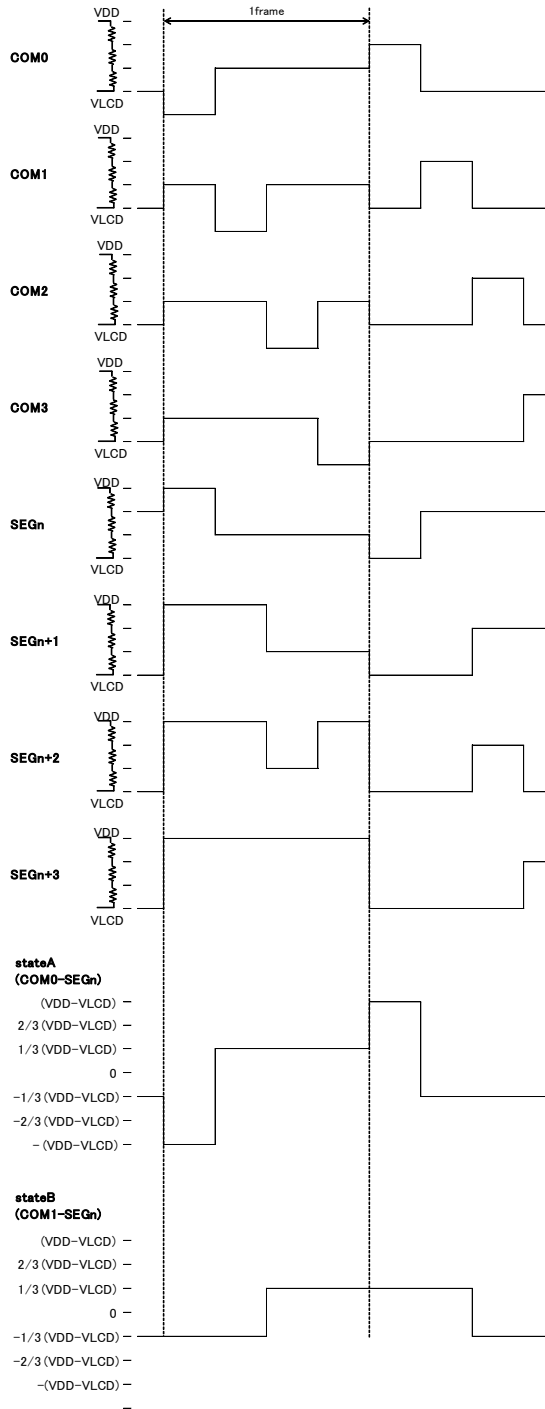 1frame
VDD
COM0
VLCD
VDD
COM1
VLCD
VDD
COM2
VLCD
VDD
COM3
VLCD
VDD
SEGn
VLCD
VDD
SEGn+1
VLCD
VDD
SEGn+2
VLCD
VDD
SEGn+3
VLCD
stateA
(COM0-SEGn)
(VDD-VLCD)
2/3(VDD-VLCD)
1/3(VDD-VLCD)
0
-1/3(VDD-VLCD)
-2/3(VDD-VLCD)
-(VDD-VLCD)
stateB
(COM1-SEGn)
(VDD-VLCD)
2/3(VDD-VLCD)
1/3(VDD-VLCD)
0
-1/3(VDD-VLCD)
-2/3(VDD-VLCD)
-(VDD-VLCD)